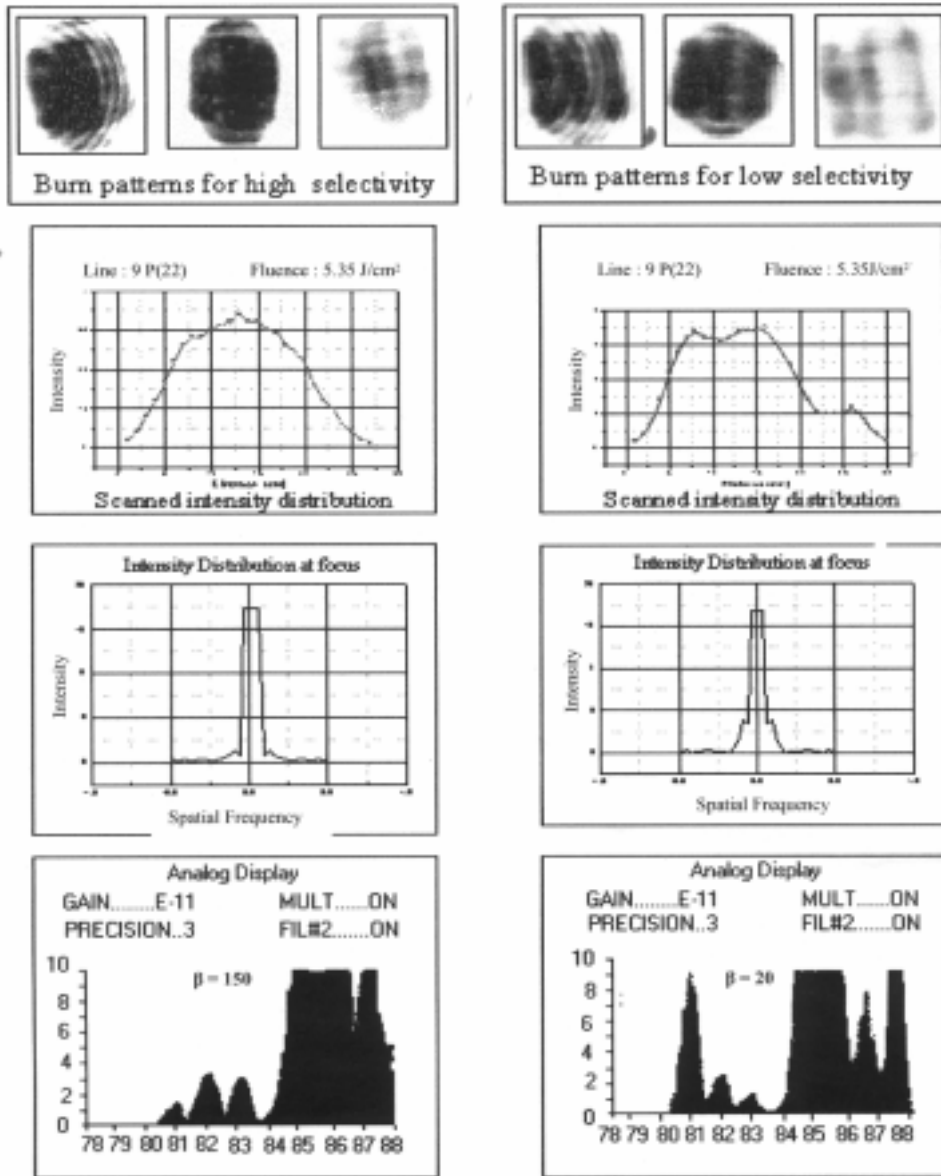 Burn patterns for high selectivity
Burn patterns for low selectivity
Line : 9 P(22) Fluence : 5.35 J/cm²
Intensity
Scanned intensity distribution
Line : 9 P(22) Fluence : 5.35J/cm²
Intensity
Scanned intensity distribution
Intensity Distribution at focus
Intensity
Spatial Frequency
Intensity Distribution at focus
Intensity
Spatial Frequency
Analog Display
GAIN........E-11 MULT......ON
PRECISION..3 FIL#2.......ON
β = 150
10
8
6
4
2
0
78 79 80 81 82 83 84 85 86 87 88
Analog Display
GAIN........E-11 MULT......ON
PRECISION..3 FIL#2.......ON
β = 20
10
8
6
4
2
0
78 79 80 81 82 83 84 85 86 87 88